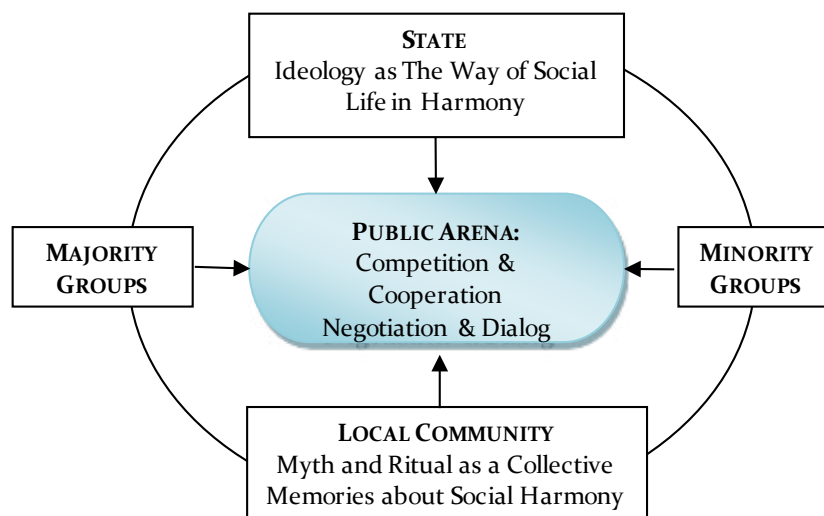 STATE
Ideology as The Way of Social
Life in Harmony
MAJORITY
GROUPS
PUBLIC ARENA:
Competition &
Cooperation
Negotiation & Dialog
MINORITY
GROUPS
LOCAL COMMUNITY
Myth and Ritual as a Collective
Memories about Social Harmony